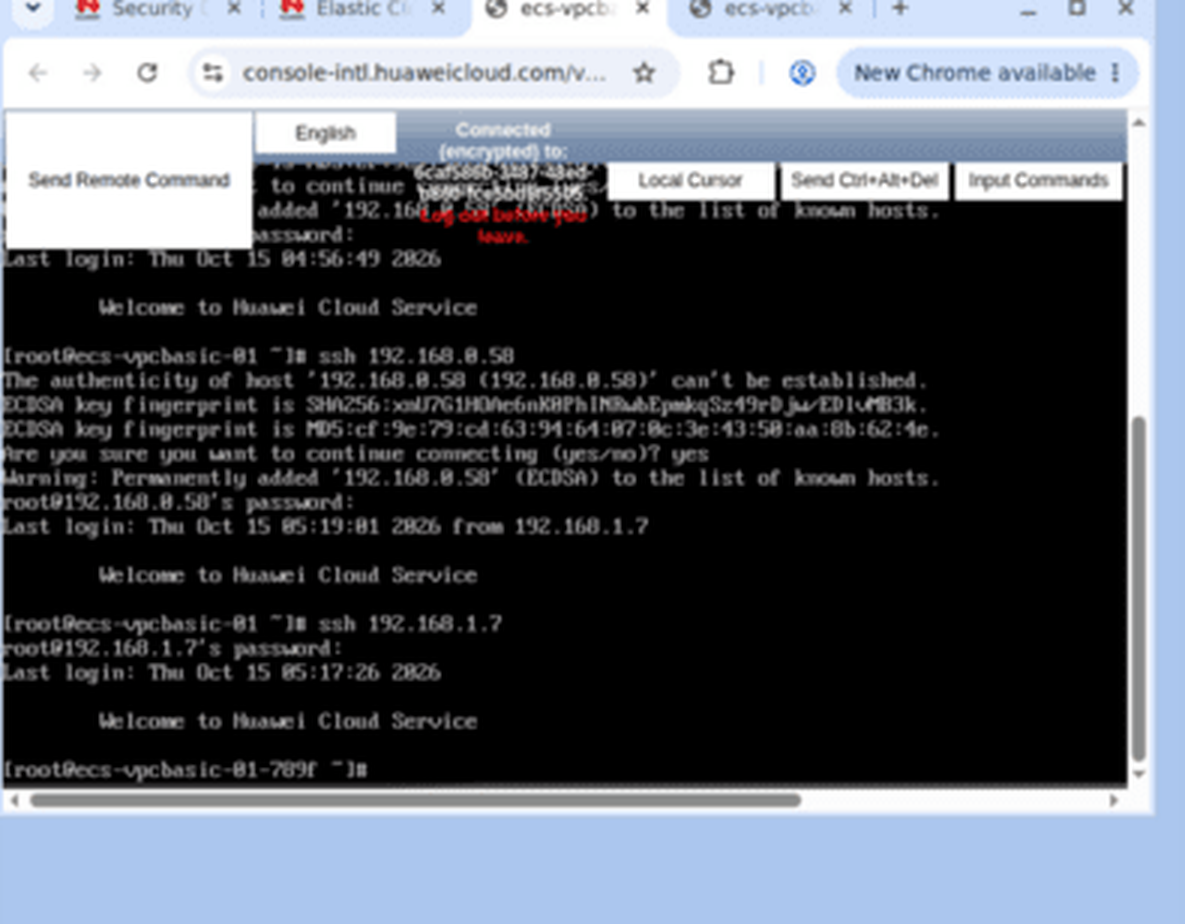 Security
Elastic Cl
ecs-vpcba
ecs-vpcb
console-intl.huaweicloud.com/v...
New Chrome available
Send Remote Command
English
Connected
(encrypted) to:
Local Cursor
Send Ctrl+Alt+Del
Input Commands
Log out before you
leave.
to continue
added '192.168 ) to the list of known hosts.
password:
Last login: Thu Oct 15 04:56:49 2026
Welcome to Huawei Cloud Service
[root@ecs-vpcbasic-01 ~]# ssh 192.168.0.58
The authenticity of host '192.168.0.58 (192.168.0.58)' can't be established.
ECDSA key fingerprint is
ECDSA key fingerprint is MD5:cf:9e:79:cd:63:94:64:07:0c:3e:43:50:aa:8b:62:4e.
Are you sure you want to continue connecting (yes/no)? yes
Warning: Permanently added '192.168.0.58' (ECDSA) to the list of known hosts.
root@192.168.0.58's password:
Last login: Thu Oct 15 05:19:01 2026 from 192.168.1.7
Welcome to Huawei Cloud Service
[root@ecs-vpcbasic-01 ~]# ssh 192.168.1.7
root@192.168.1.7's password:
Last login: Thu Oct 15 05:17:26 2026
Welcome to Huawei Cloud Service
[root@ecs-vpcbasic-01-789f ~]#